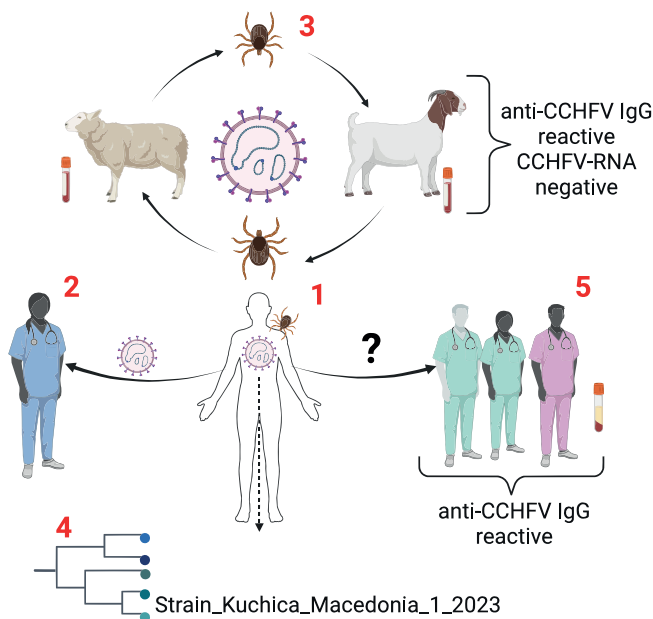 3
anti-CCHFV IgG
reactive
CCHFV-RNA
negative
2
1
5
?
anti-CCHFV IgG
reactive
4
Strain_Kuchica_Macedonia_1_2023